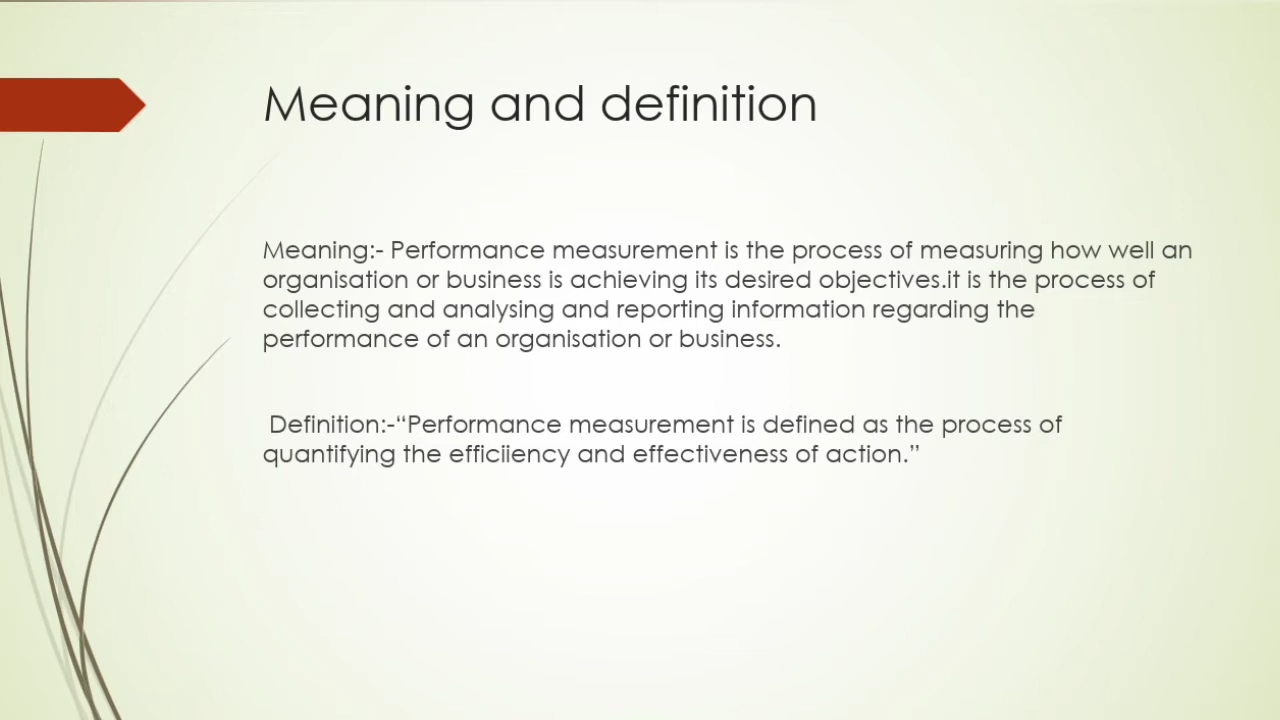 Meaning and definition
Meaning:- Performance measurement is the process of measuring how well an
organisation or business is achieving its desired objectives.it is the process of
collecting and analysing and reporting information regarding the
performance of an organisation or business.
Definition:-“Performance measurement is defined as the process of
quantifying the efficiiency and effectiveness of action.”